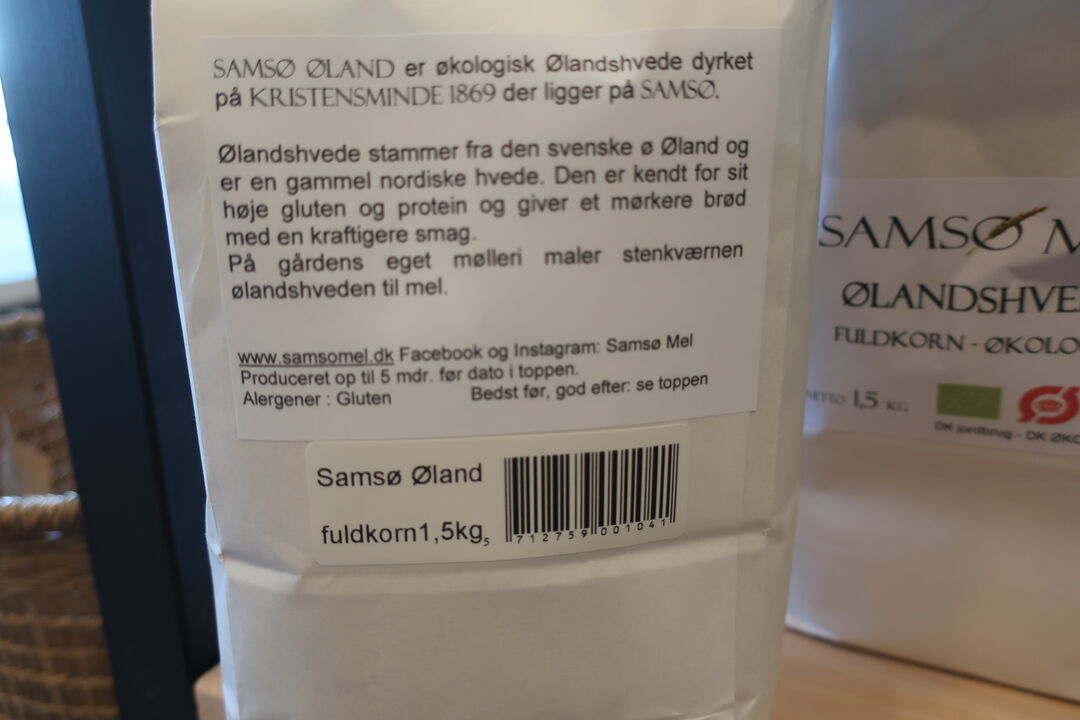 SAMSØ ØLAND er økologisk Ølandshvede dyrket
på KRISTENSMINDE 1869 der ligger på SAMSØ.
Ølandshvede stammer fra den svenske ø Øland og
er en gammel nordiske hvede. Den er kendt for sit
høje gluten og protein og giver et mørkere brød
med en kraftigere smag.
På gårdens eget mølleri maler stenkværnen
ølandshveden til mel.
www.samsomel.dk Facebook og Instagram: Samsø Mel
Produceret op til 5 mdr. før dato i toppen.
Alergener : Gluten Bedst før, god efter: se toppen
Samsø Øland
fuldkorn1,5kg
5 712759 001041
SAMSØ M
ØLANDSHVE
FULDKORN - ØKOLO
NETTO 1,5 KG
DK jordbrug - DK ØKO